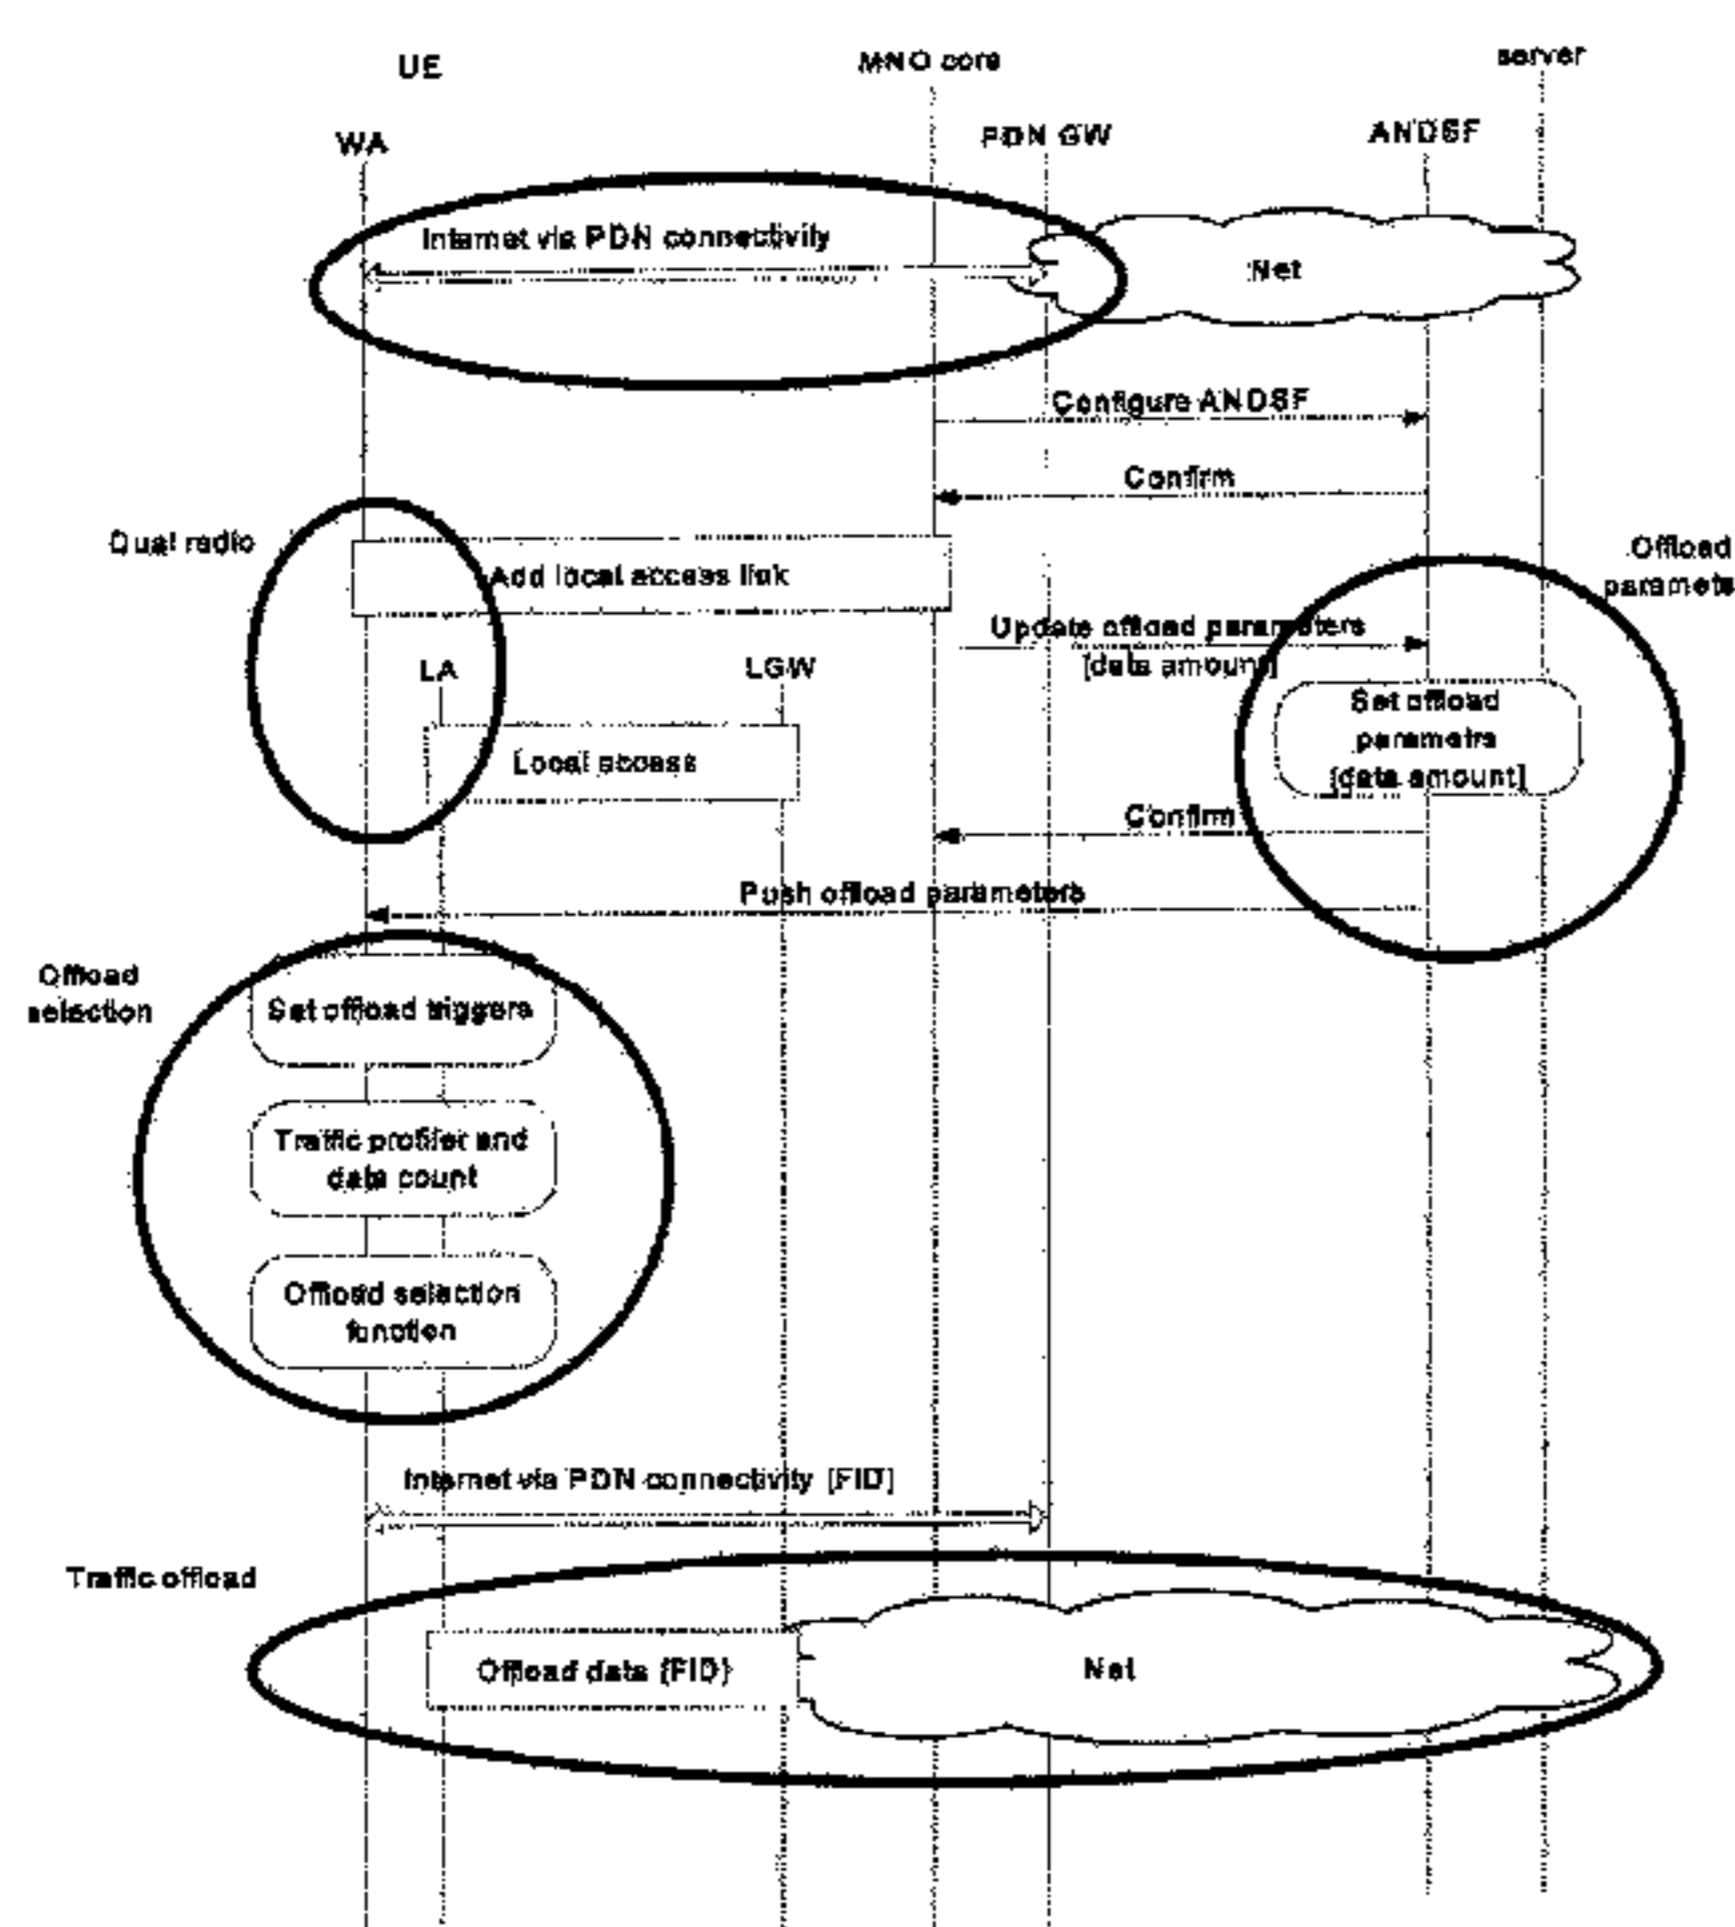 UE
MNO core
server
WA
PDN GW
ANDSF
Internet via PDN connectivity
Net
Configure ANDSF
Confirm
Dual radio
Add local access link
Offload
paramets
Update offload parameters
[data amount]
LA
LGW
Set offload
parametrs
[data amount]
Local access
Confirm
Push offload parameters
Offload
selection
Set offload triggers
Traffic profiler and
data count
Offload selection
function
Internet via PDN connectivity [FID]
Traffic offload
Offload data (FID)
Net